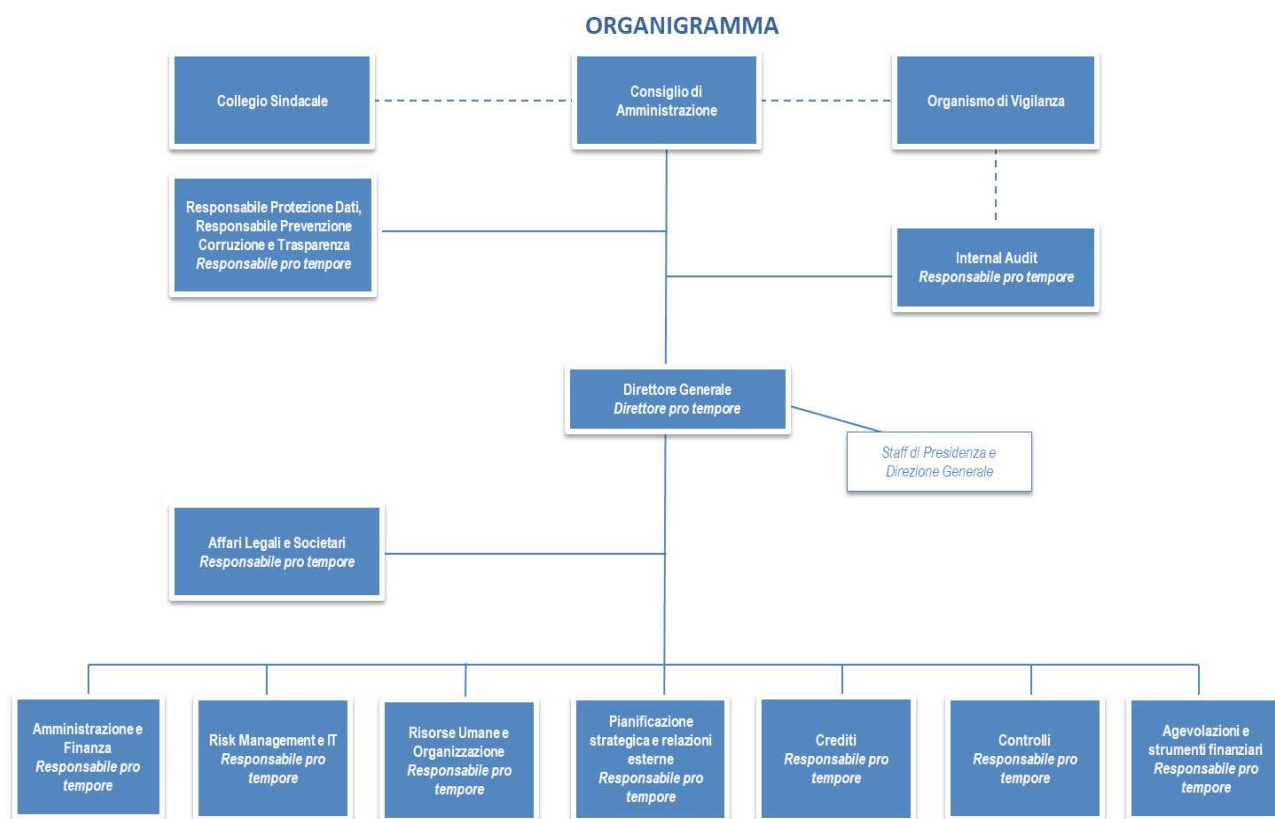 ORGANIGRAMMA
Collegio Sindacale
Consiglio di
Amministrazione
Organismo di Vigilanza
Responsabile Protezione Dati,
Responsabile Prevenzione
Corruzione e Trasparenza
Responsabile pro tempore
Internal Audit
Responsabile pro tempore
Direttore Generale
Direttore pro tempore
Staff di Presidenza e
Direzione Generale
Affari Legali e Societari
Responsabile pro tempore
Amministrazione e
Finanza
Responsabile pro
tempore
Risk Management e IT
Responsabile pro
tempore
Risorse Umane e
Organizzazione
Responsabile pro
tempore
Pianificazione
strategica e relazioni
esterne
Responsabile pro
tempore
Crediti
Responsabile pro
tempore
Controlli
Responsabile pro
tempore
Agevolazioni e
strumenti finanziari
Responsabile pro
tempore